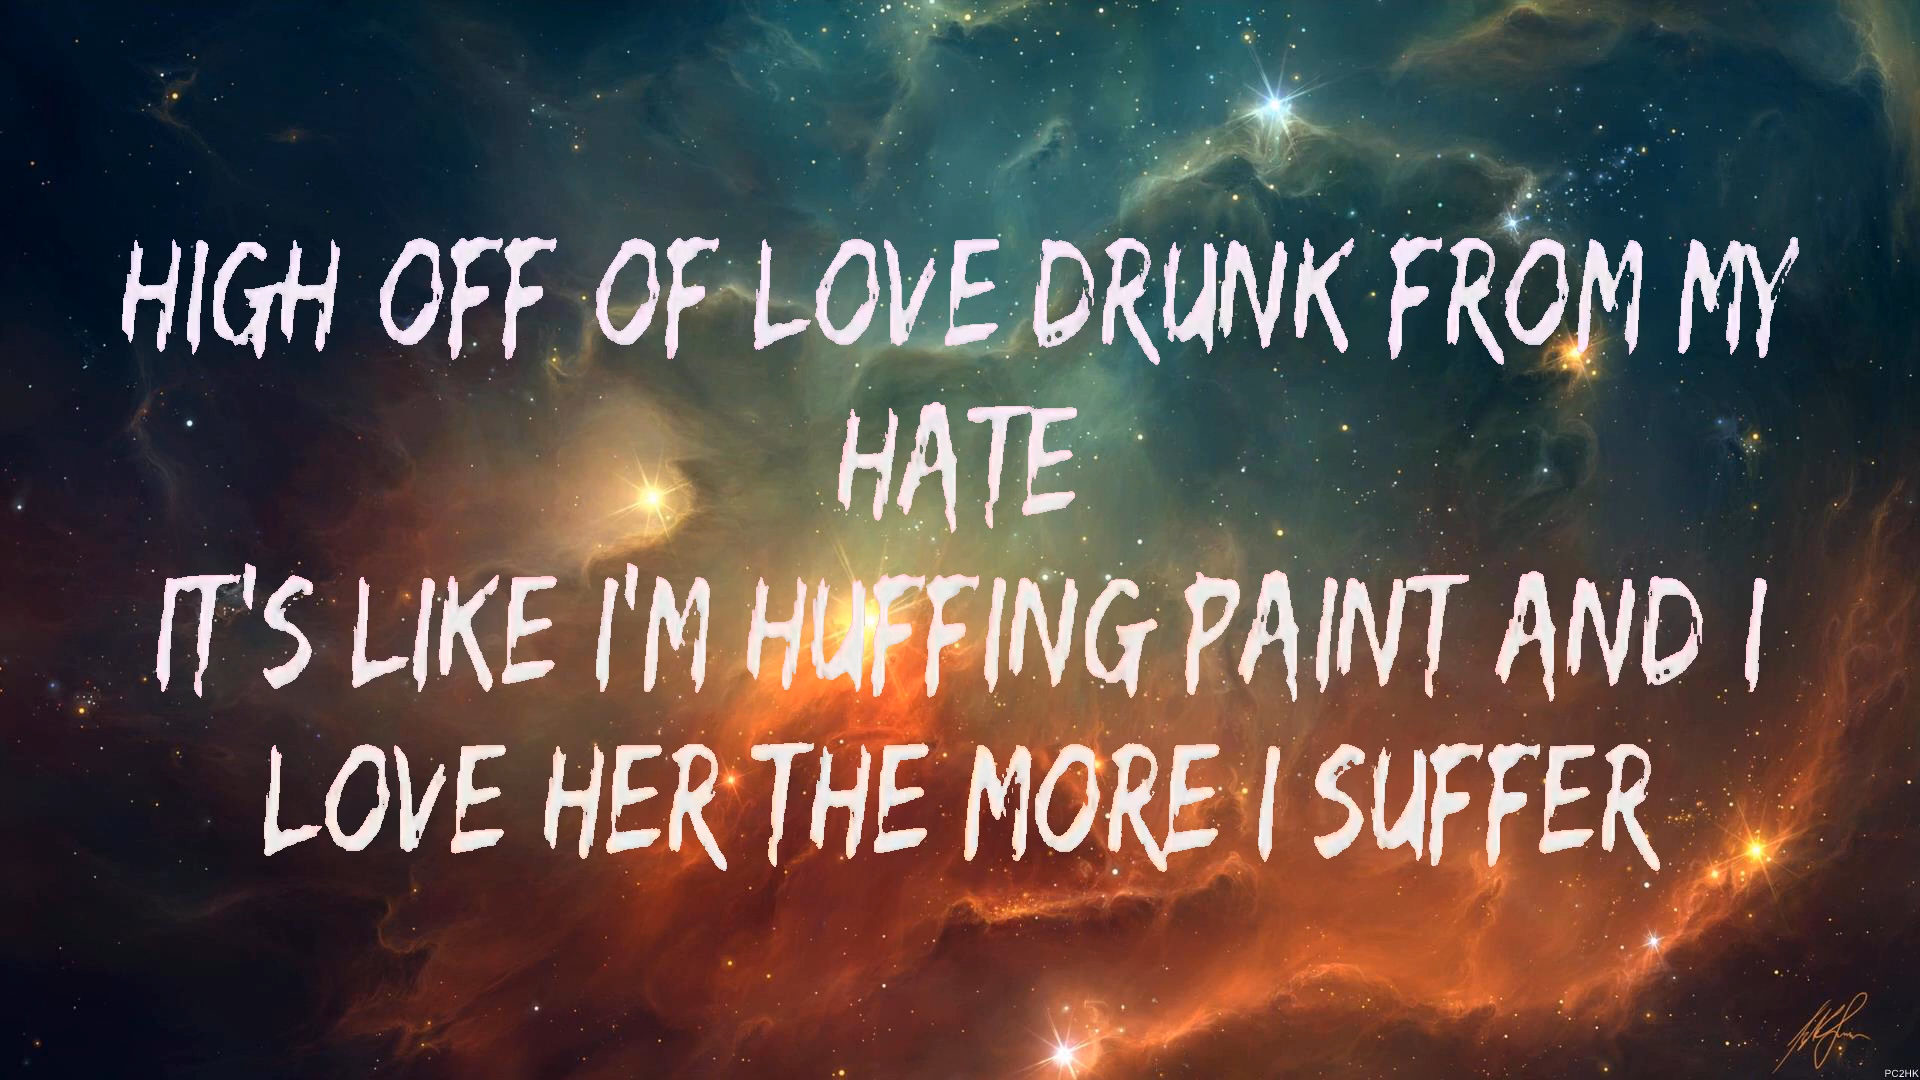 HIGH OFF OF LOVE DRUNK FROM MY
HATE
IT'S LIKE I'M HUFFING PAINT AND I
LOVE HER THE MORE I SUFFER
PC2HK